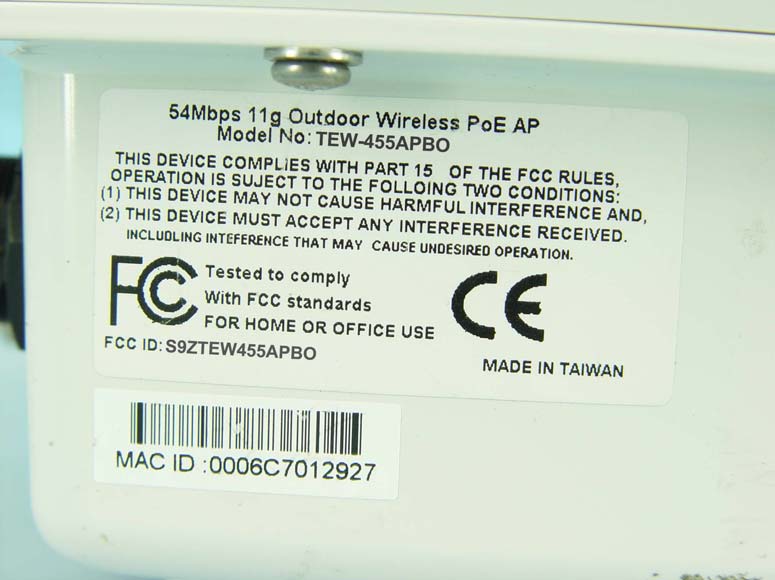 54Mbps 11g Outdoor Wireless PoE AP
Model No: TEW-455APBO
THIS DEVICE COMPLIES WITH PART 15 OF THE FCC RULES,
OPERATION IS SUJECT TO THE FOLLOING TWO CONDITIONS:
(1) THIS DEVICE MAY NOT CAUSE HARMFUL INTERFERENCE AND,
(2) THIS DEVICE MUST ACCEPT ANY INTERFERENCE RECEIVED.
INCLUDLING INTEFERENCE THAT MAY CAUSE UNDESIRED OPERATION.
FC CE
Tested to comply
With FCC standards
FOR HOME OR OFFICE USE
FCC ID: S9ZTEW455APBO
MADE IN TAIWAN
MAC ID :0006C7012927